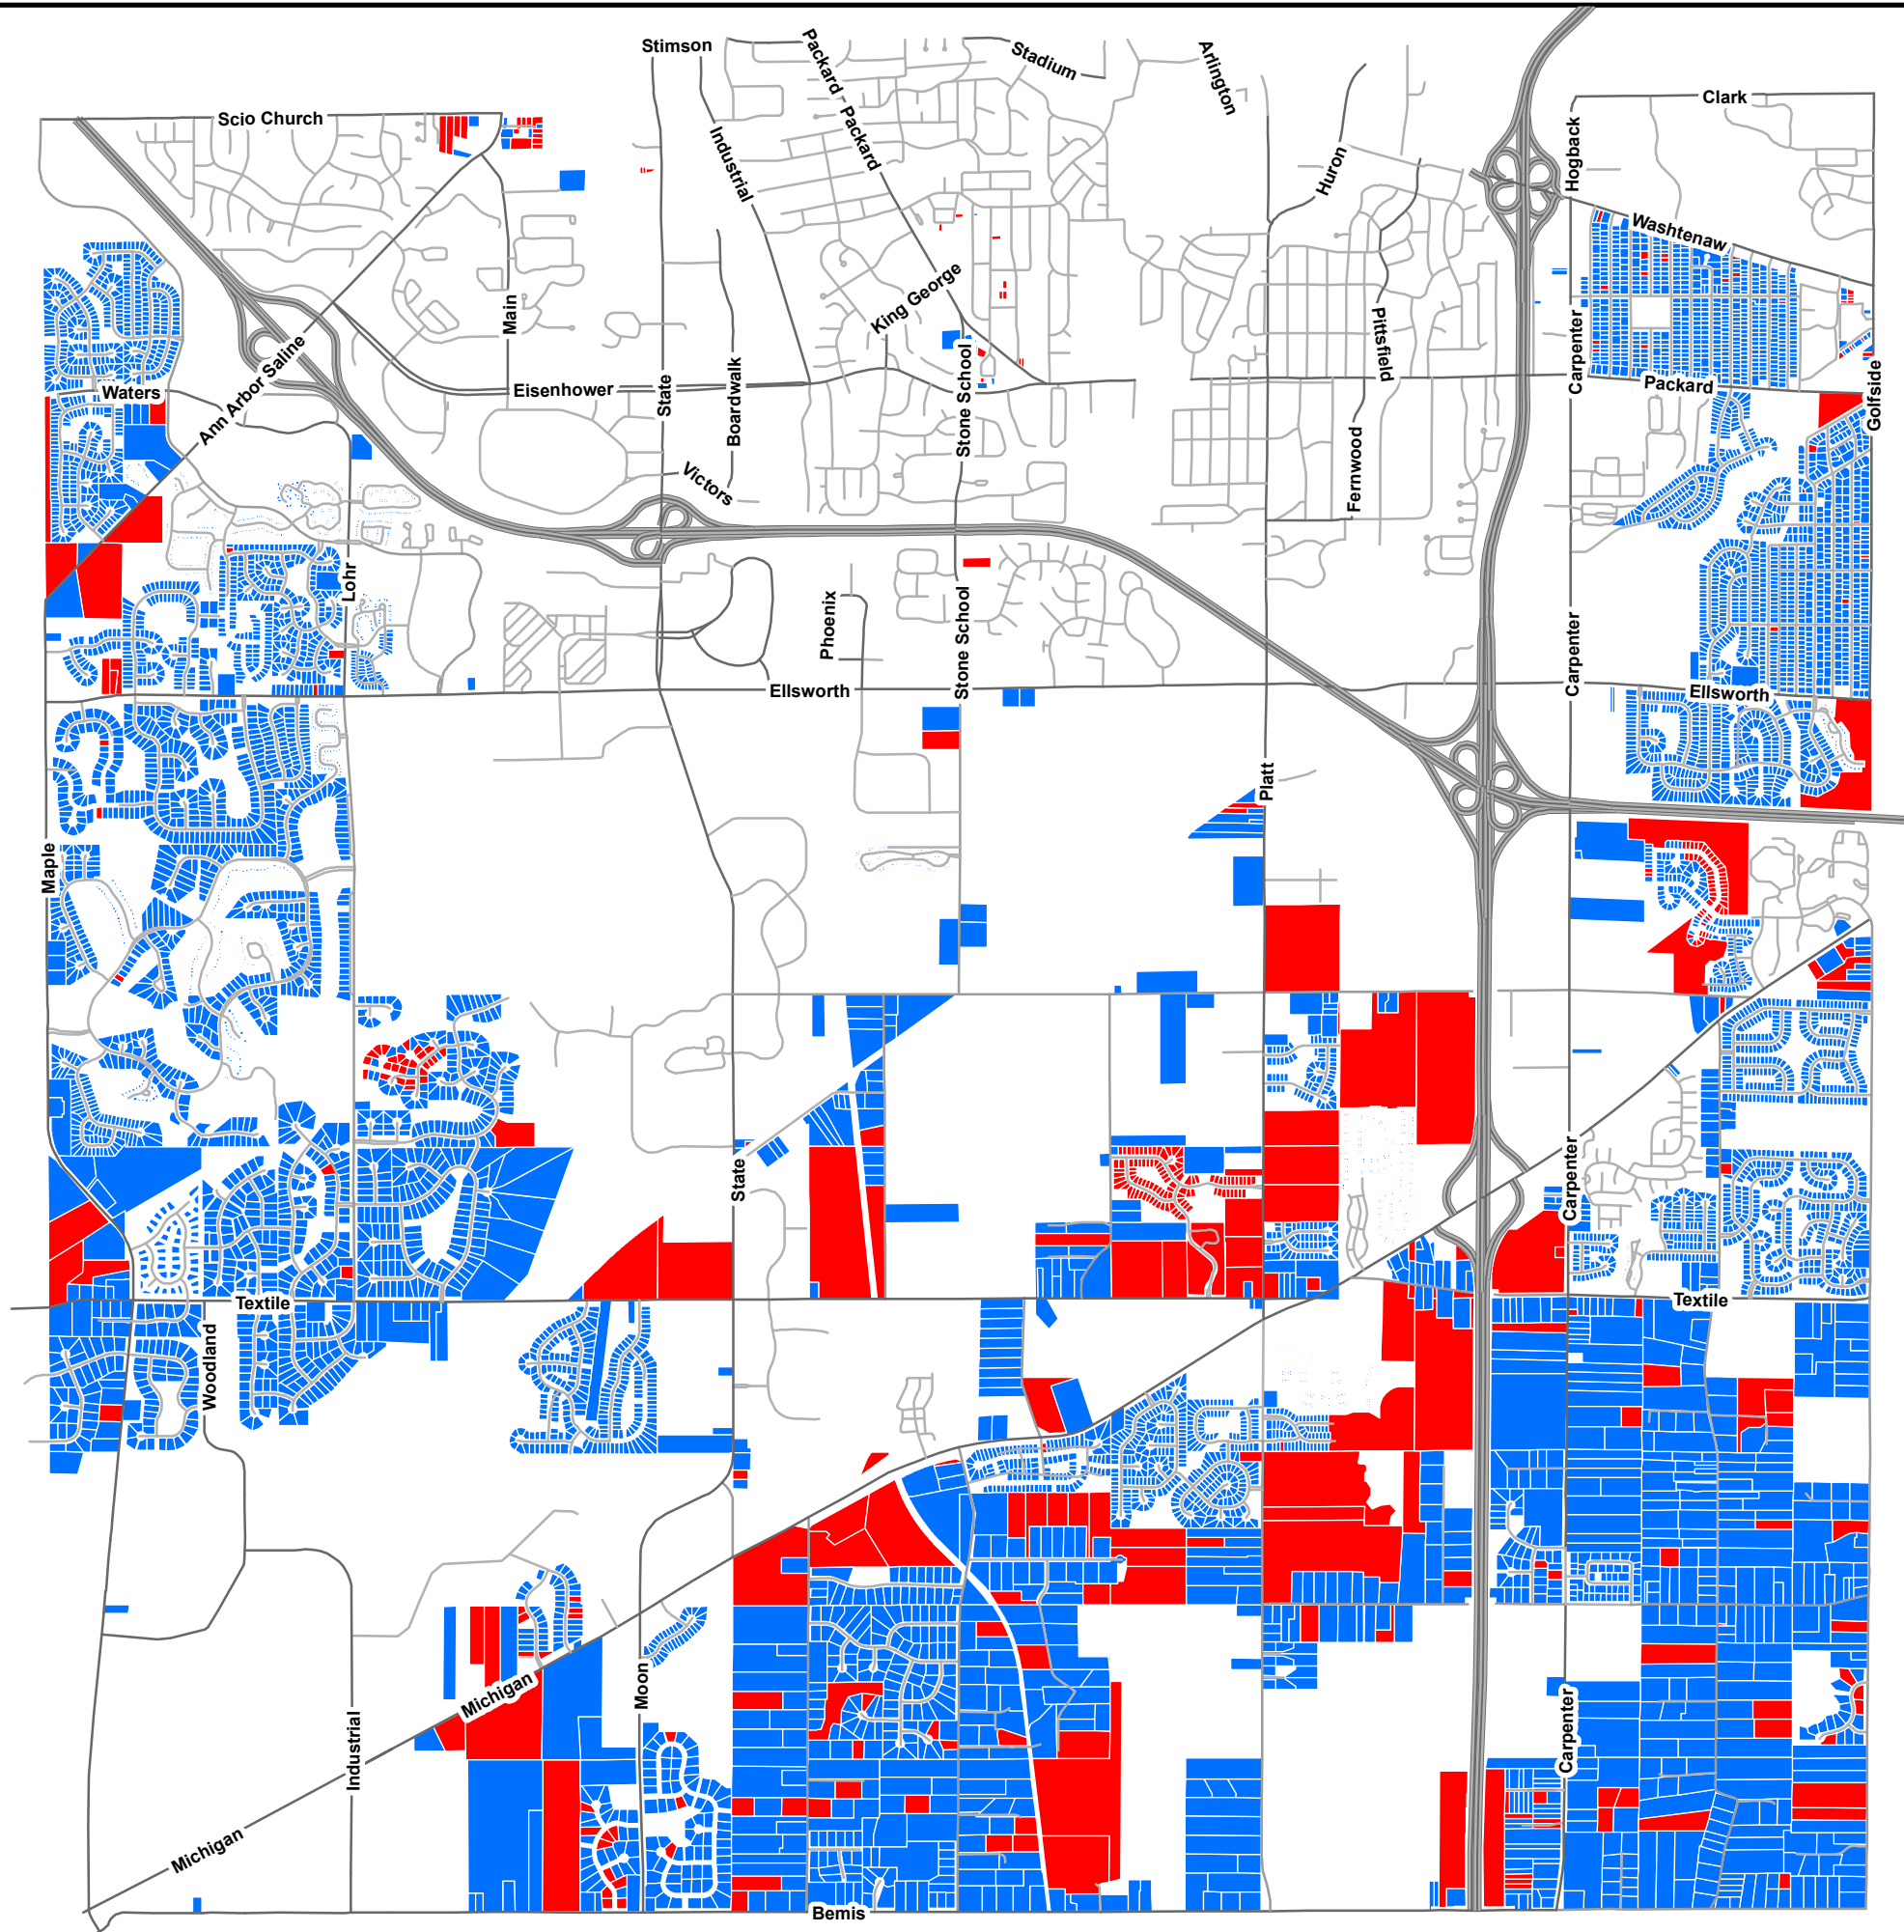 Stimson
Packard
Stadium
Arlington
Clark
Scio Church
Packard
Industrial
Hogback
Huron
Washtenaw
King George
Main
Pittsfield
Carpenter
Ann Arbor Saline
Waters
Eisenhower
State
Boardwalk
Stone School
Packard
Golfside
Victors
Fernwood
Lohr
Phoenix
Stone School
Carpenter
Ellsworth
Ellsworth
Platt
Maple
State
Carpenter
Textile
Textile
Woodland
Michigan
Moon
Industrial
Carpenter
Michigan
Bemis